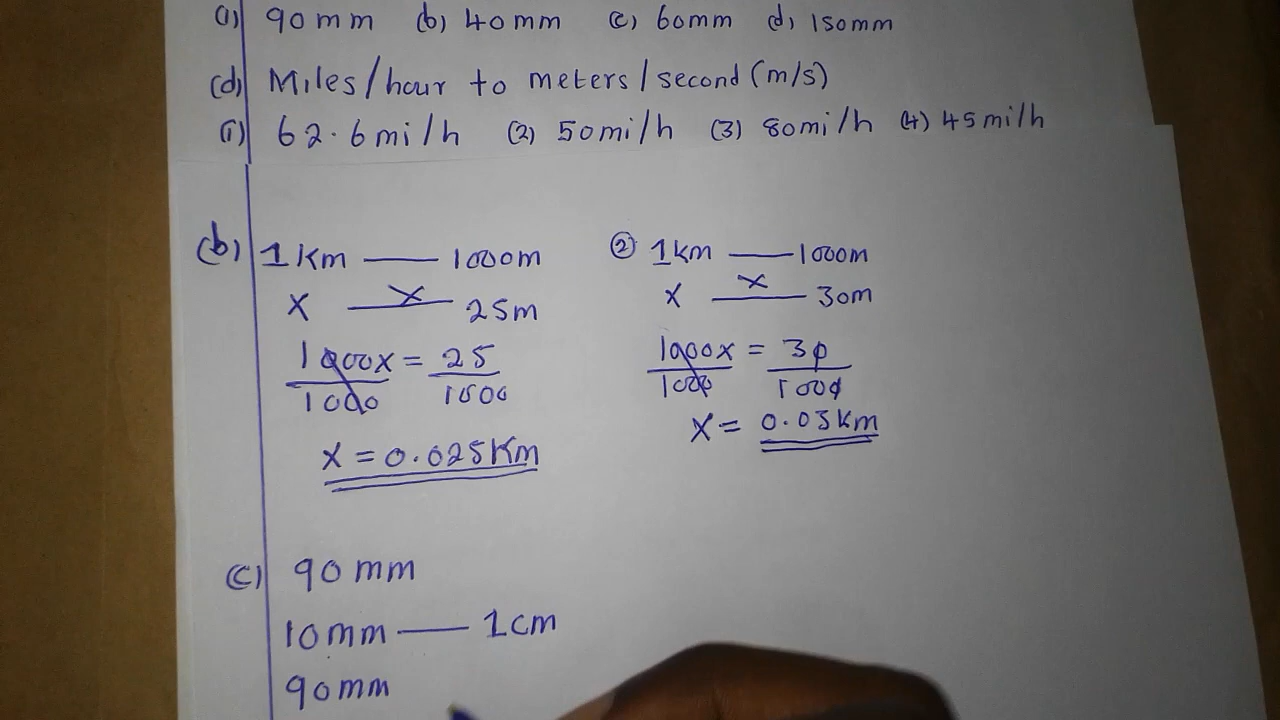 (1) 90mm (b) 40mm (c) 60mm (d) 150mm
(d) Miles/hour to meters/second (m/s)
(1) 62.6mi/h (2) 50mi/h (3) 80mi/h (4) 45mi/h
(b) 1Km — 1000m
X — x 25m
1000x = 25
1000 1000
X = 0.025Km
② 1km — 1000m
X — x 30m
1000x = 30
1000 1000
X = 0.03Km
(c) 90mm
10mm — 1cm
90mm